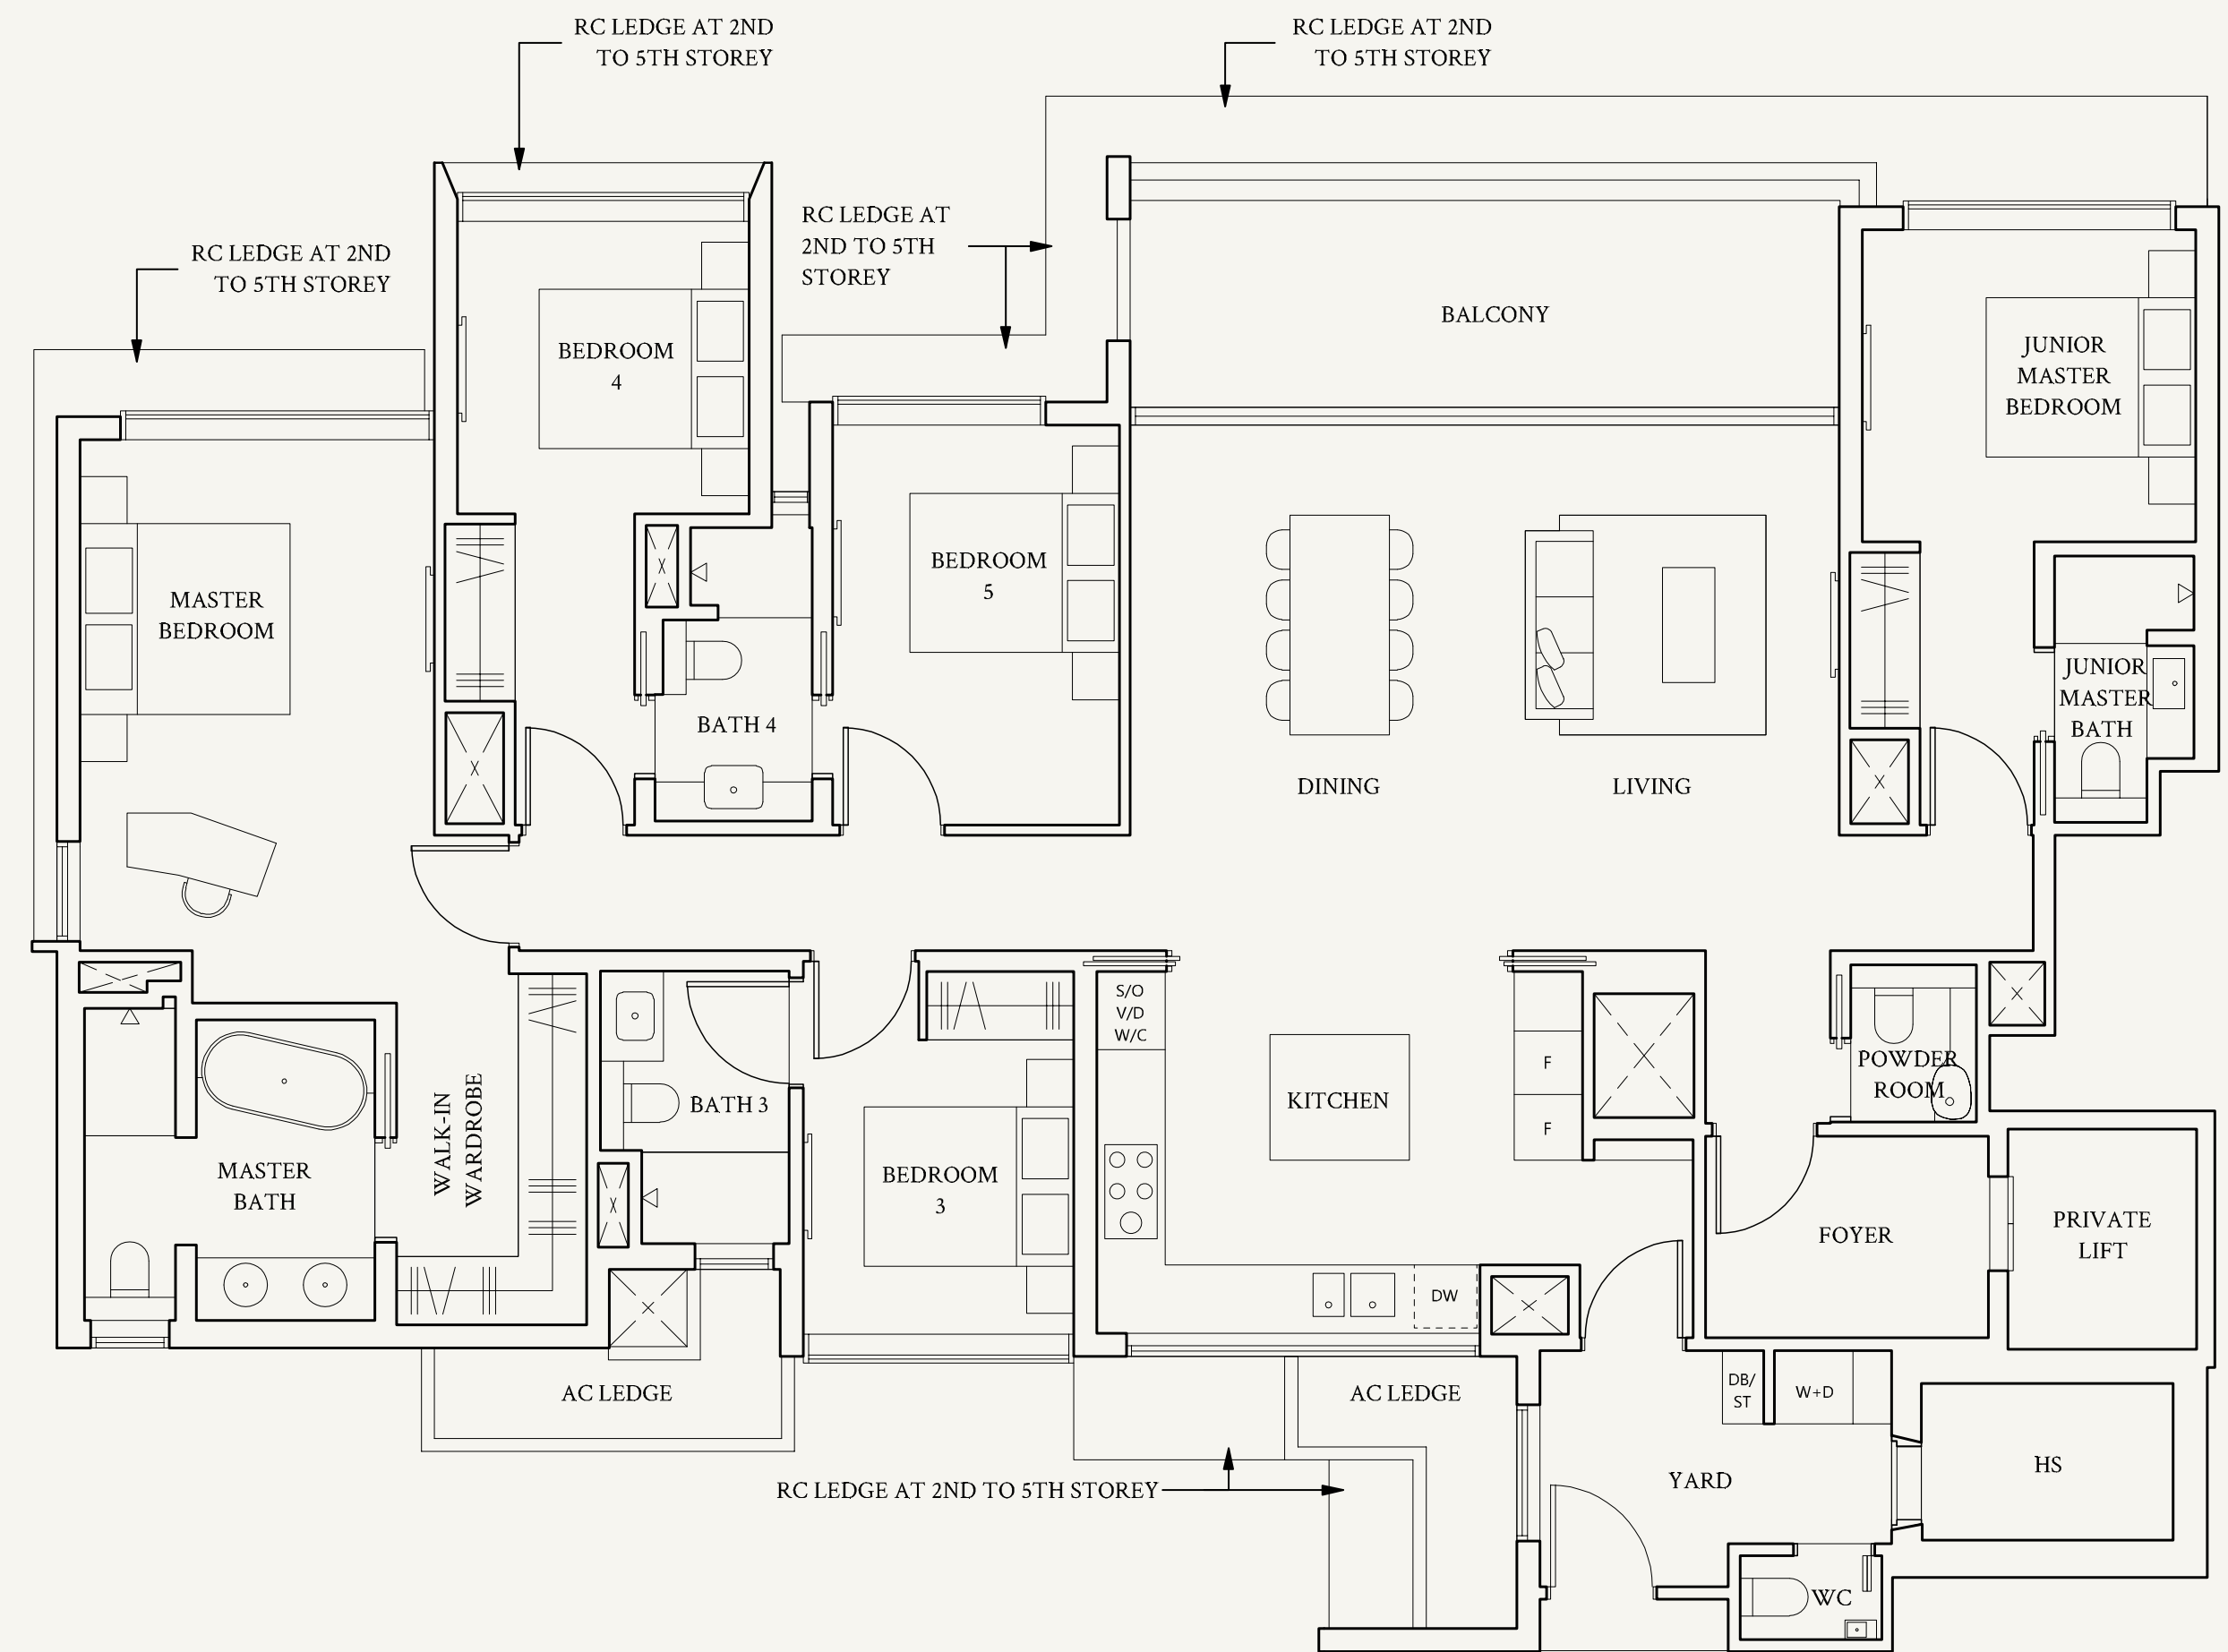 RC LEDGE AT 2ND
TO 5TH STOREY
RC LEDGE AT 2ND
TO 5TH STOREY
RC LEDGE AT 2ND
TO 5TH STOREY
RC LEDGE AT
2ND TO 5TH
STOREY
BALCONY
BEDROOM
4
JUNIOR
MASTER
BEDROOM
MASTER
BEDROOM
BEDROOM
5
BATH 4
DINING
LIVING
JUNIOR
MASTER
BATH
S/O
V/D
W/C
F
F
KITCHEN
POWDER
ROOM
WALK-IN
WARDROBE
BATH 3
MASTER
BATH
BEDROOM
3
FOYER
PRIVATE
LIFT
DW
AC LEDGE
AC LEDGE
DB/
ST
W+D
RC LEDGE AT 2ND TO 5TH STOREY
YARD
HS
WC